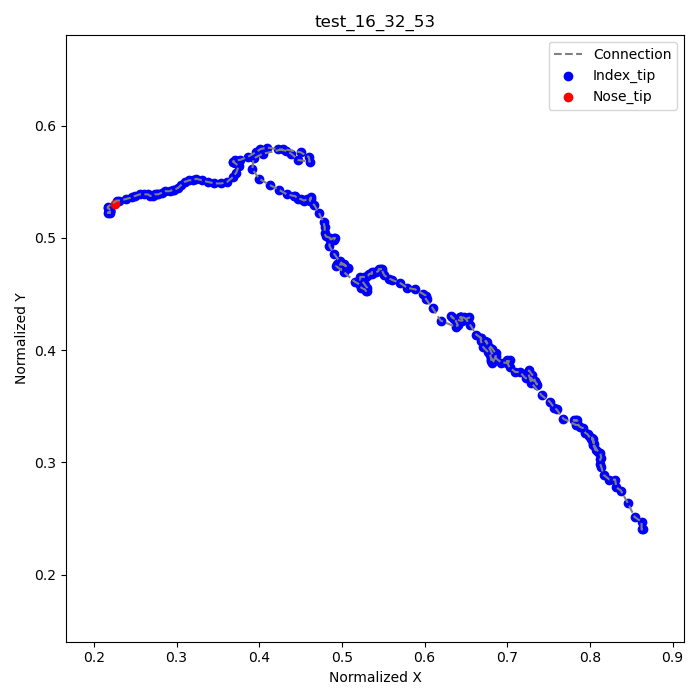 test_16_32_53
Connection
Index_tip
Nose_tip
0.6
0.5
0.4
0.3
0.2
Normalized Y
0.2 0.3 0.4 0.5 0.6 0.7 0.8 0.9
Normalized X